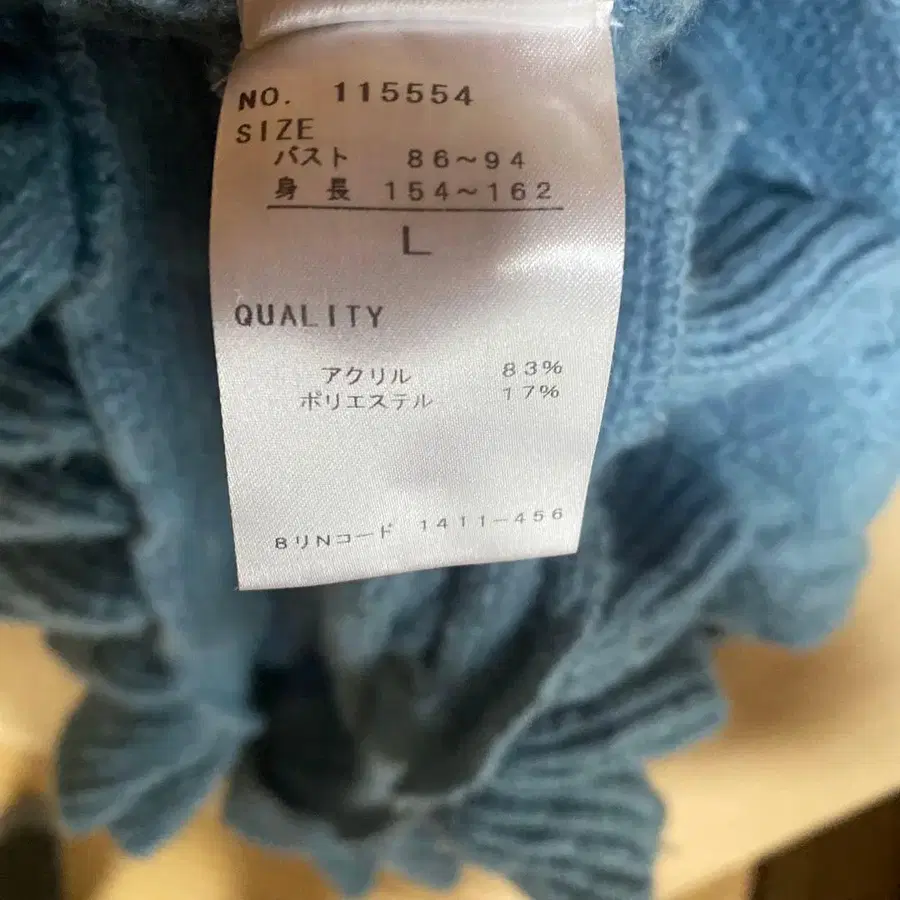 NO. 115554
SIZE
バスト 86～94
身長 154～162
L
QUALITY
アクリル 83%
ポリエステル 17%
8リNコード 1411-456